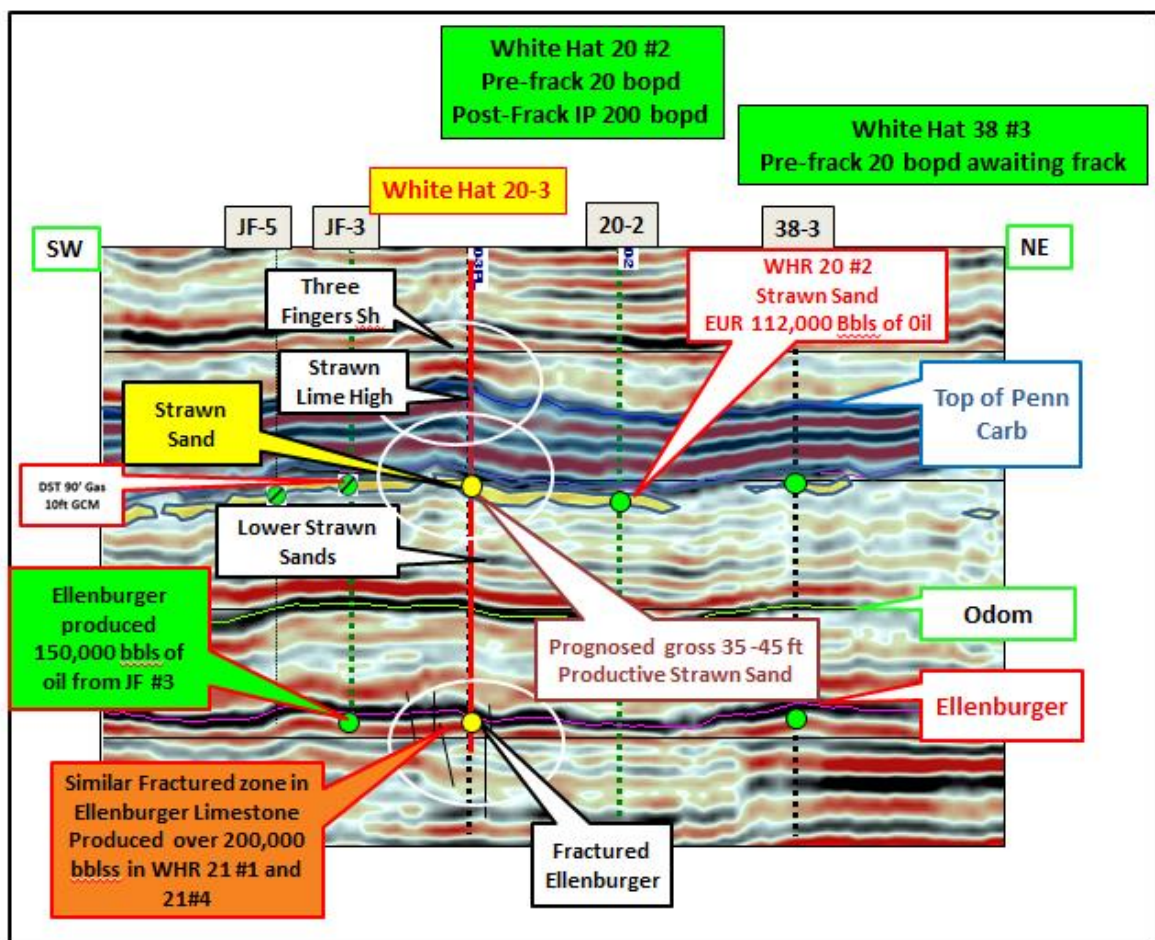 White Hat 20 #2
Pre-frack 20 bopd
Post-Frack IP 200 bopd
White Hat 38 #3
Pre-frack 20 bopd awaiting frack
White Hat 20-3
JF-5
JF-3
20-2
38-3
SW
NE
Three
Fingers Sh
WHR 20 #2
Strawn Sand
EUR 112,000 Bbls of Oil
Strawn
Lime High
Strawn
Sand
Top of Penn
Carb
DST 90' Gas
10ft GCM
Lower Strawn
Sands
Ellenburger
produced
150,000 bbls of
oil from JF #3
Odom
Prognosed gross 35 -45 ft
Productive Strawn Sand
Ellenburger
Similar Fractured zone in
Ellenburger Limestone
Produced over 200,000
bblss in WHR 21 #1 and
21#4
Fractured
Ellenburger